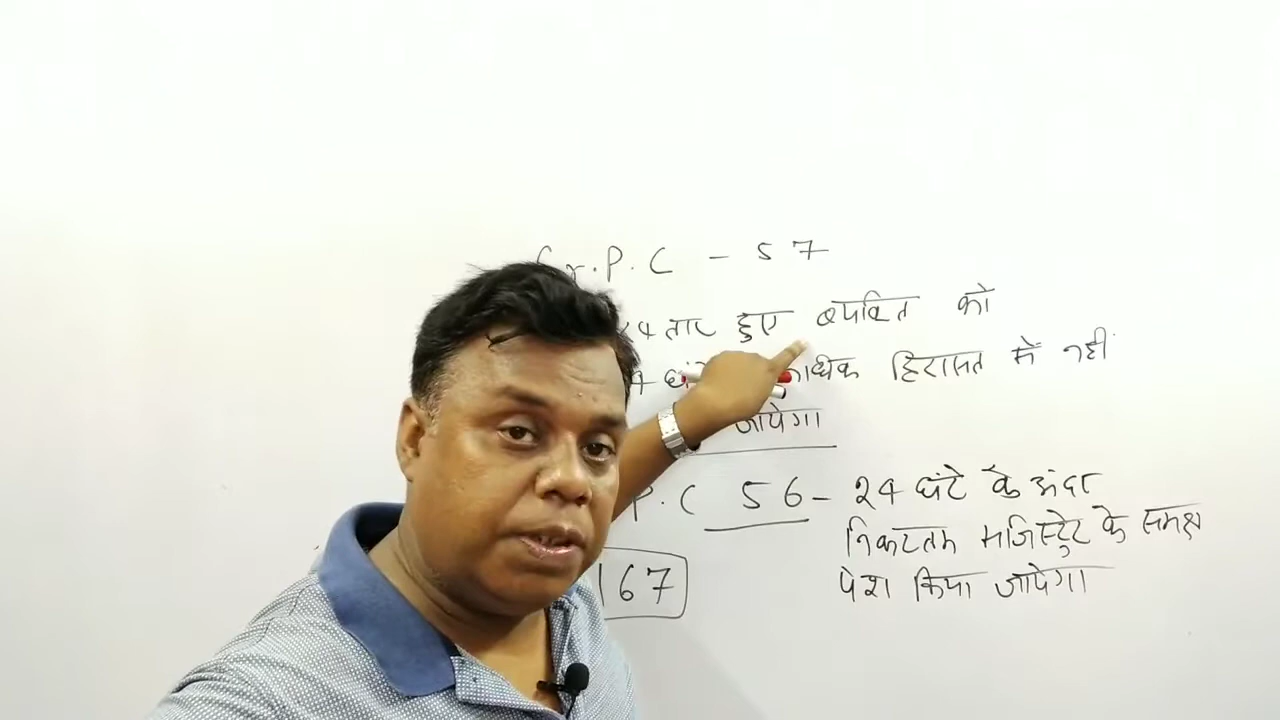 Cr.P.C - 57
तार हुए व्यक्ति को
अधिक हिरासत में नहीं
जायेगा
P.C 56 - 24 घंटे के अंदर
निकटतम मजिस्ट्रेट के समक्ष
पेश किया जायेगा
167